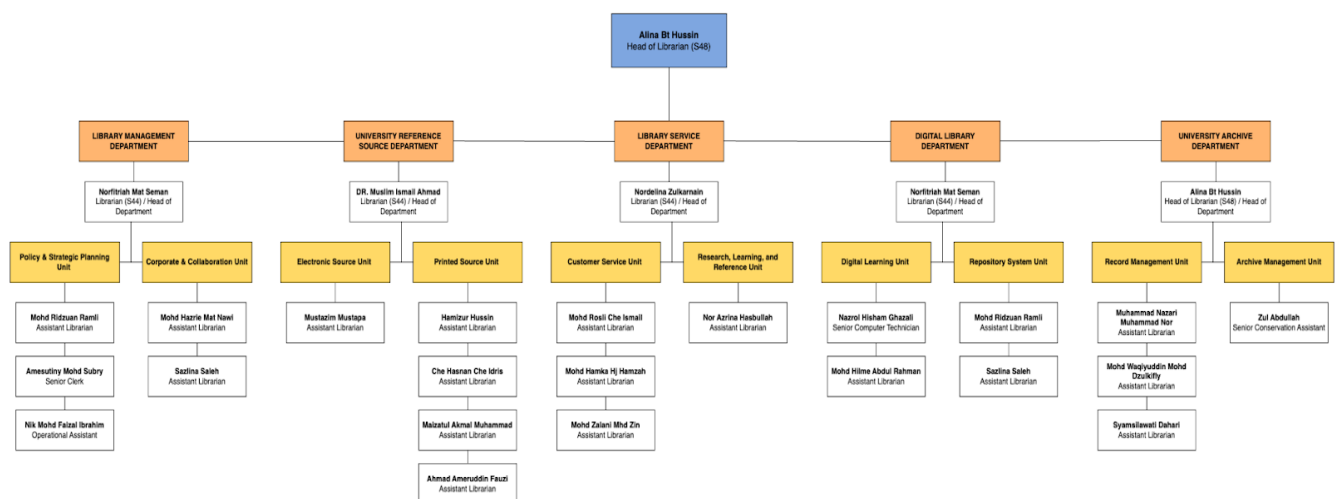 Alina Bt Hussin
Head of Librarian (S48)
LIBRARY MANAGEMENT
DEPARTMENT
UNIVERSITY REFERENCE
SOURCE DEPARTMENT
LIBRARY SERVICE
DEPARTMENT
DIGITAL LIBRARY
DEPARTMENT
UNIVERSITY ARCHIVE
DEPARTMENT
Norfitriah Mat Seman
Librarian (S44) / Head of
Department
DR. Muslim Ismail Ahmad
Librarian (S44) / Head of
Department
Nordelina Zulkarnain
Librarian (S44) / Head of
Department
Norfitriah Mat Seman
Librarian (S44) / Head of
Department
Alina Bt Hussin
Head of Librarian (S48) / Head of
Department
Policy & Strategic Planning
Unit
Corporate & Collaboration Unit
Electronic Source Unit
Printed Source Unit
Customer Service Unit
Research, Learning, and
Reference Unit
Digital Learning Unit
Repository System Unit
Record Management Unit
Archive Management Unit
Mohd Ridzuan Ramli
Assistant Librarian
Mohd Hazrie Mat Nawi
Assistant Librarian
Mustazim Mustapa
Assistant Librarian
Hamizur Hussin
Assistant Librarian
Mohd Rosli Che Ismail
Assistant Librarian
Nor Azrina Hasbullah
Assistant Librarian
Nazrol Hisham Ghazali
Senior Computer Technician
Mohd Ridzuan Ramli
Assistant Librarian
Muhammad Nazari
Muhammad Nor
Assistant Librarian
Zul Abdullah
Senior Conservation Assistant
Amesutiny Mohd Subry
Senior Clerk
Sazlina Saleh
Assistant Librarian
Che Hasnan Che Idris
Assistant Librarian
Mohd Hamka Hj Hamzah
Assistant Librarian
Mohd Hilme Abdul Rahman
Assistant Librarian
Sazlina Saleh
Assistant Librarian
Mohd Waqiyuddin Mohd
Dzulkifly
Assistant Librarian
Nik Mohd Faizal Ibrahim
Operational Assistant
Maizatul Akmal Muhammad
Assistant Librarian
Mohd Zalani Mhd Zin
Assistant Librarian
Syamsilawati Dahari
Assistant Librarian
Ahmad Ameruddin Fauzi
Assistant Librarian